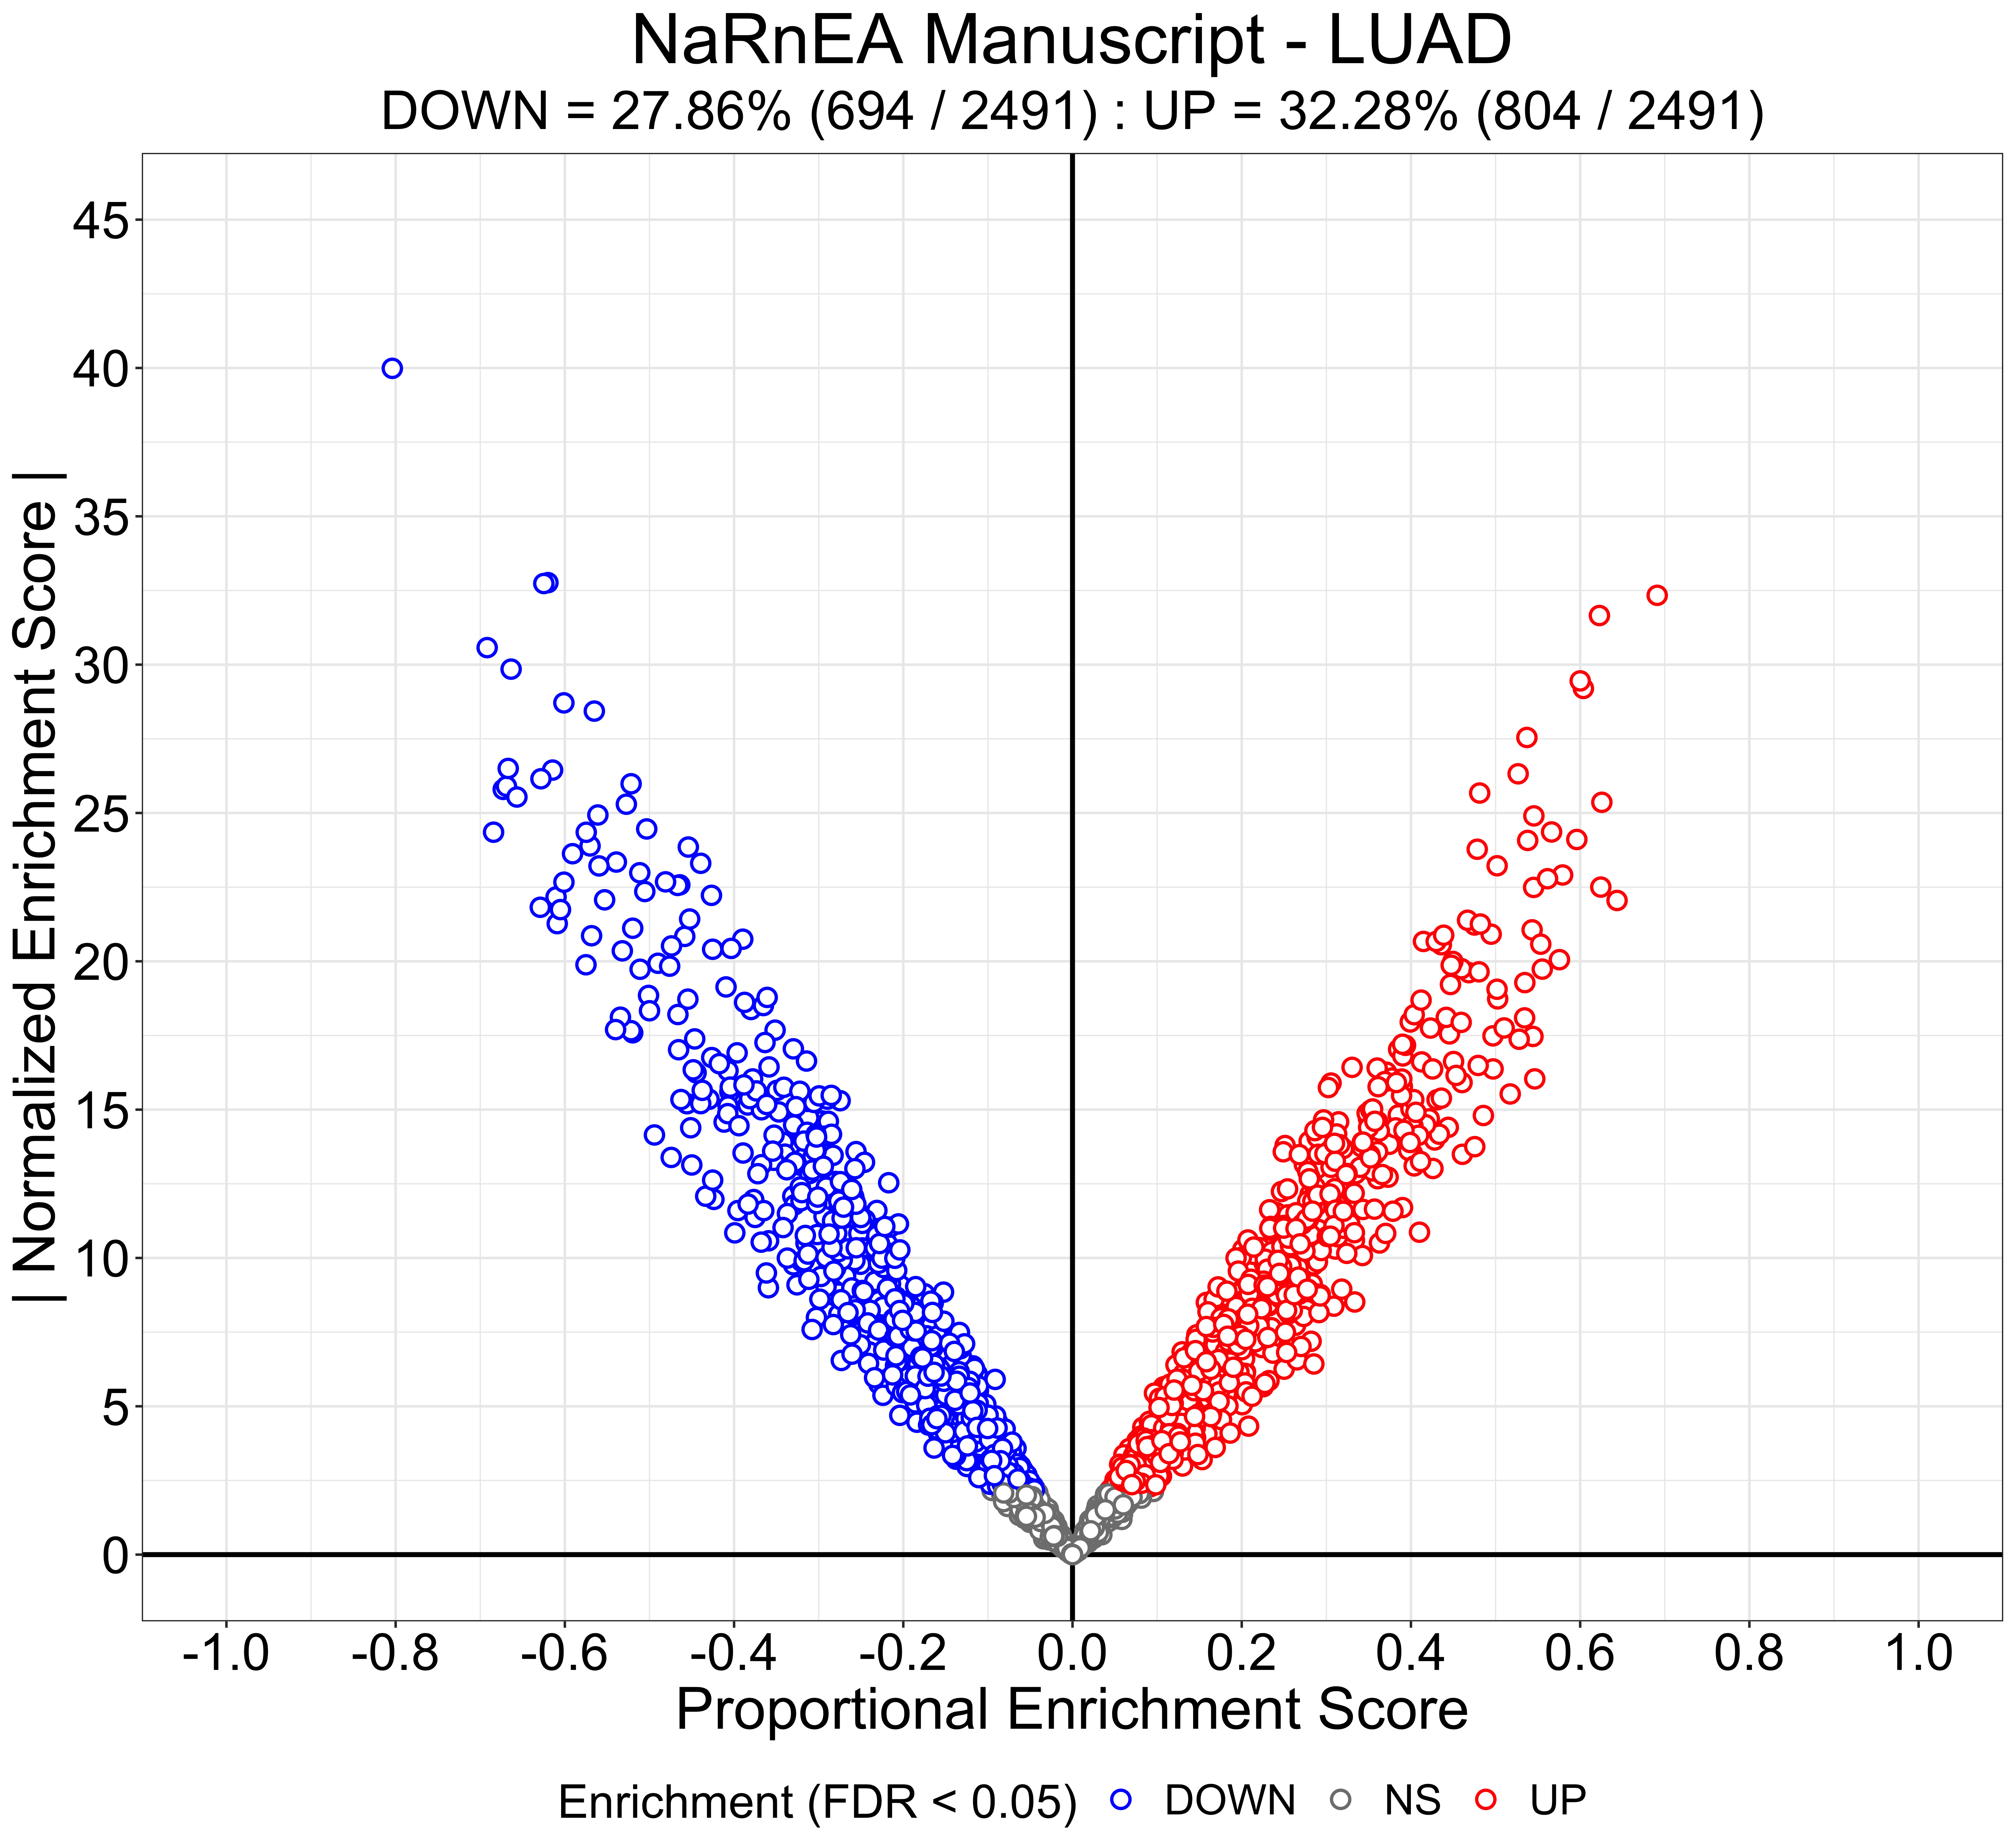 NaRnEA Manuscript - LUAD
DOWN = 27.86% (694 / 2491) : UP = 32.28% (804 / 2491)
| Normalized Enrichment Score |
45
40
35
30
25
20
15
10
5
0
-1.0 -0.8 -0.6 -0.4 -0.2 0.0 0.2 0.4 0.6 0.8 1.0
Proportional Enrichment Score
Enrichment (FDR < 0.05) DOWN NS UP